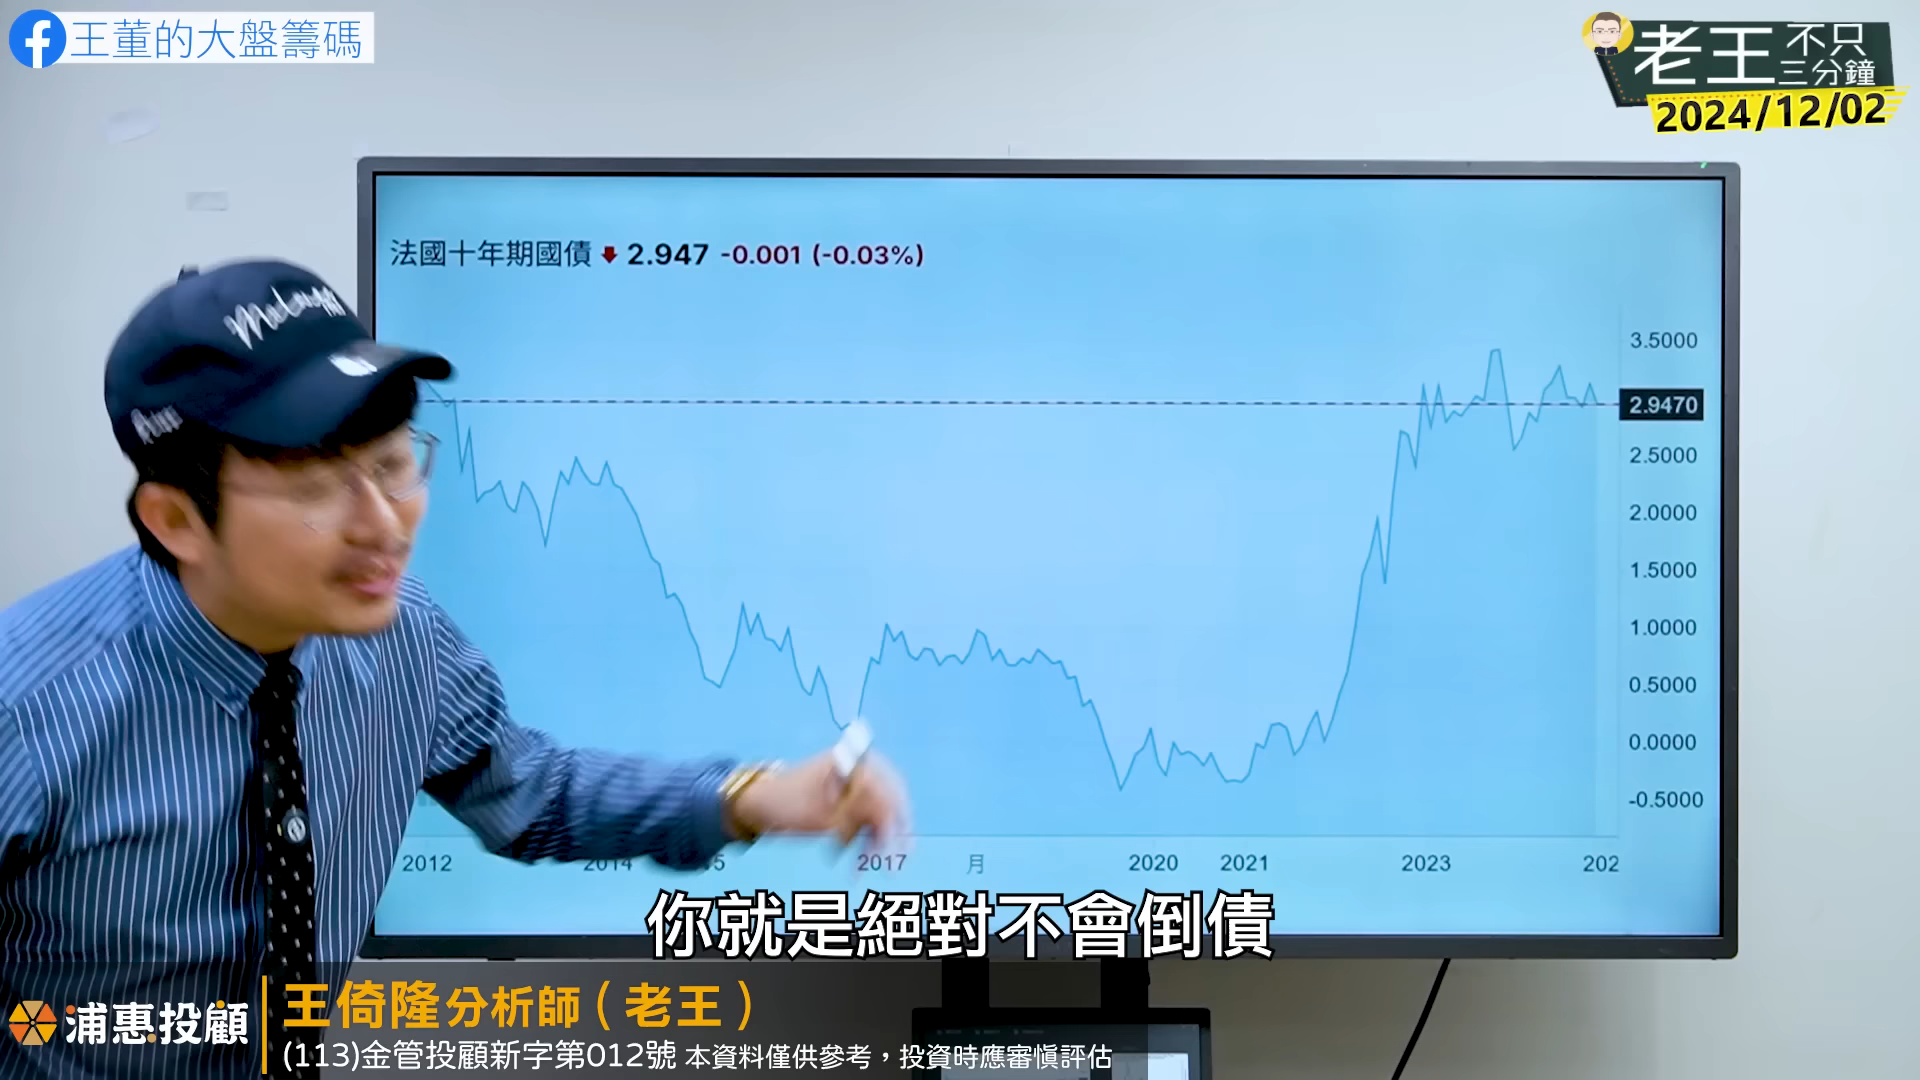 王董的大盤籌碼
老王 不只三分鐘
2024/12/02
法國十年期國債 2.947 -0.001 (-0.03%)
3.5000
2.9470
2.5000
2.0000
1.5000
1.0000
0.5000
0.0000
-0.5000
2012 2014 2017 月 2020 2021 2023 202
你就是絕對不會倒債
浦惠投顧
王倚隆分析師(老王)
(113)金管投顧新字第012號 本資料僅供參考,投資時應審慎評估